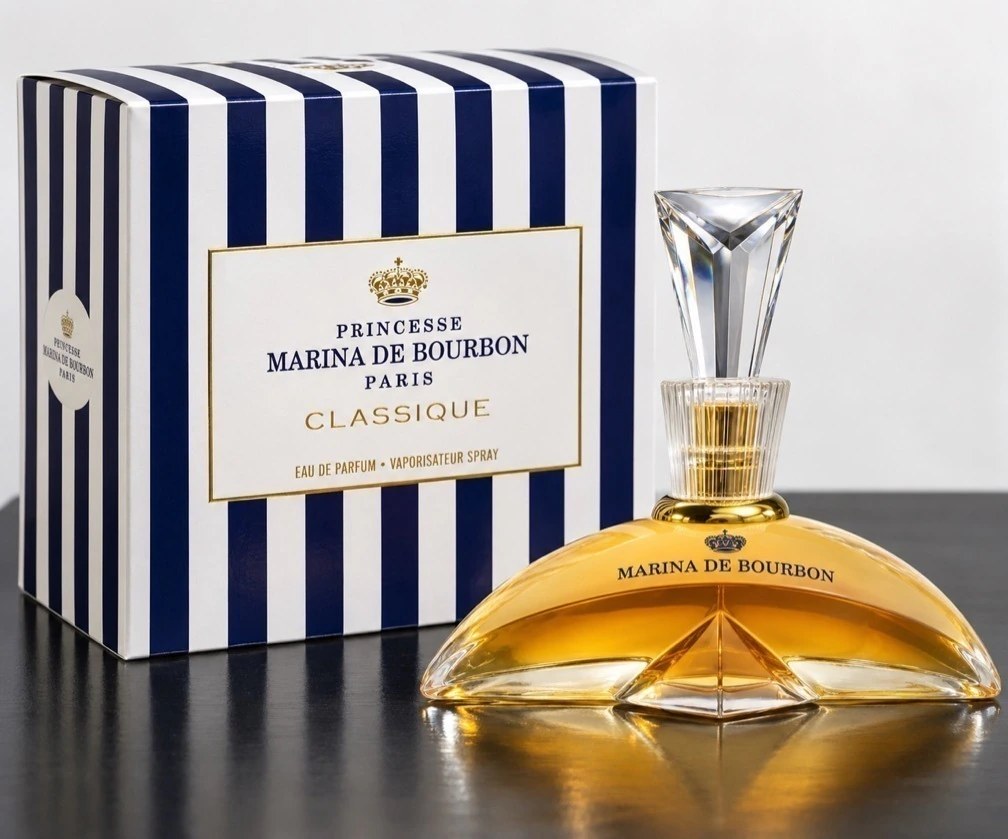 PRINCESSE
MARINA DE BOURBON
PARIS
CLASSIQUE
EAU DE PARFUM • VAPORISATEUR SPRAY
PRINCESSE
MARINA DE BOURBON
PARIS
MARINA DE BOURBON